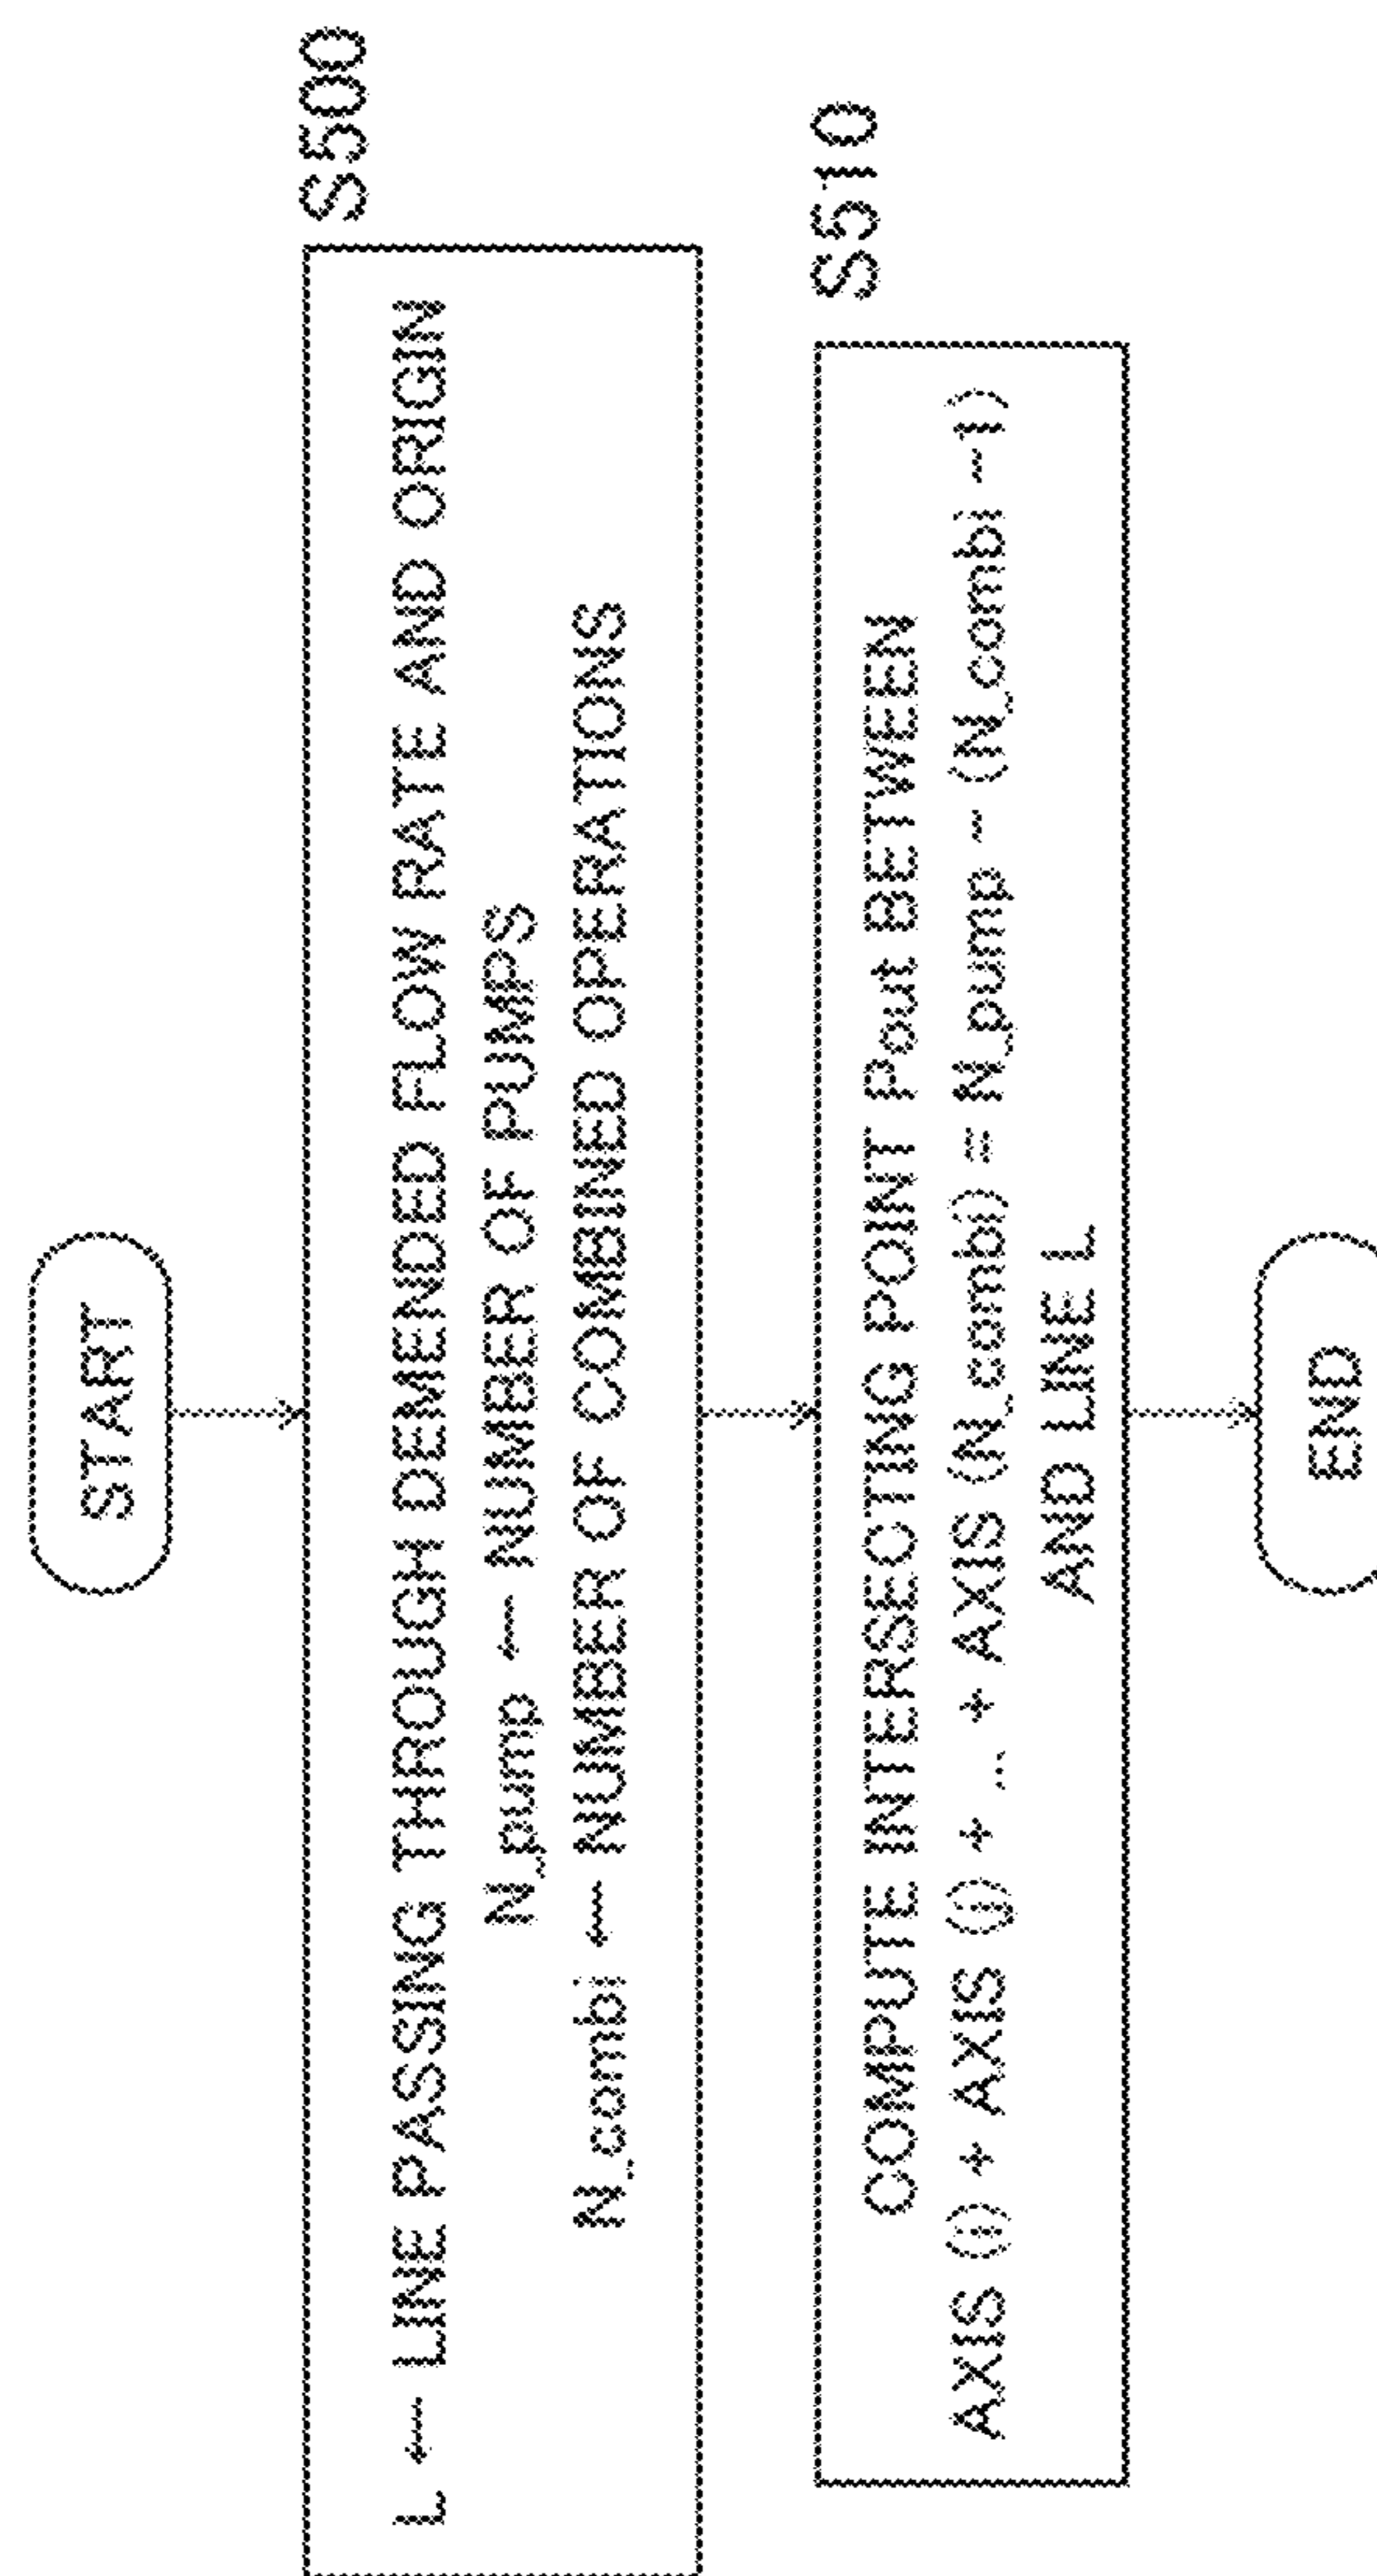 START
S500
L ← LINE PASSING THROUGH DEMENDED FLOW RATE AND ORIGIN
N_pump ← NUMBER OF PUMPS
N_combi ← NUMBER OF COMBINED OPERATIONS
S510
COMPUTE INTERSECTING POINT Pout BETWEEN
AXIS (i) + AXIS (j) + ... + AXIS (N_combi) = N_pump - (N_combi -1)
AND LINE L
END